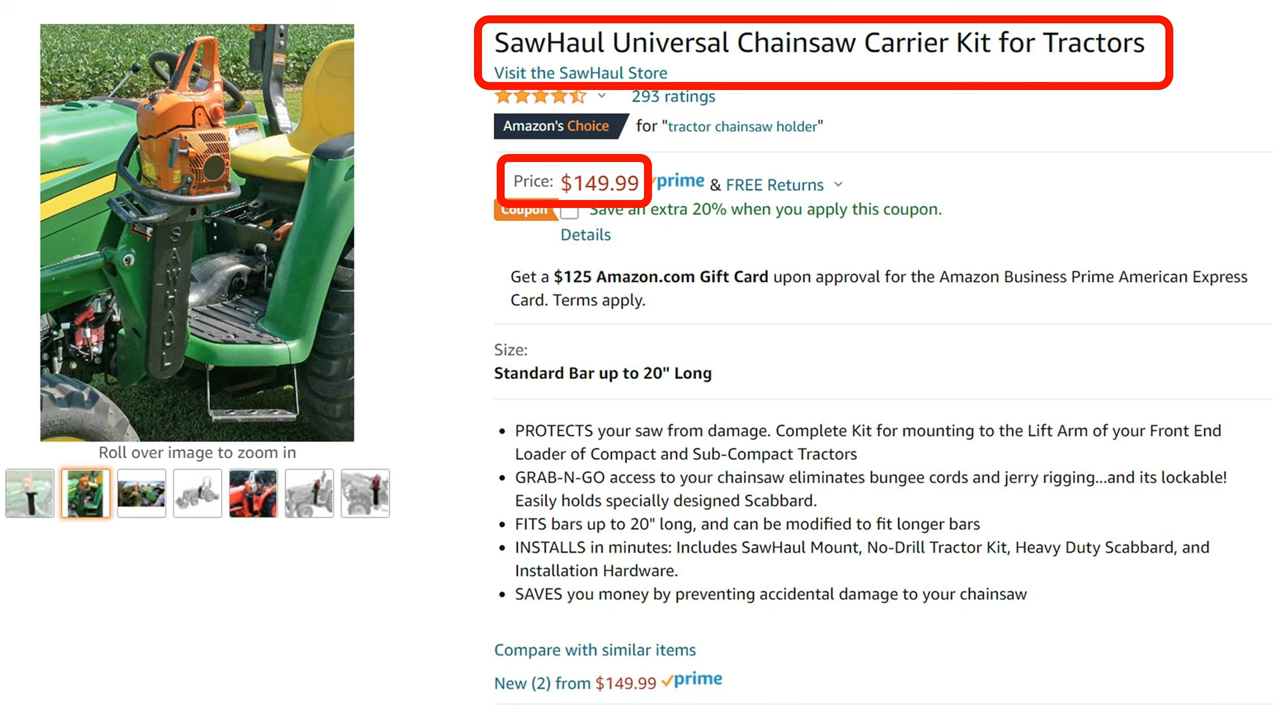 SawHaul Universal Chainsaw Carrier Kit for Tractors
Visit the SawHaul Store
293 ratings
Amazon's Choice for "tractor chainsaw holder"
Price: $149.99 prime & FREE Returns
Coupon Save an extra 20% when you apply this coupon.
Details
Get a $125 Amazon.com Gift Card upon approval for the Amazon Business Prime American Express
Card. Terms apply.
Size:
Standard Bar up to 20" Long
• PROTECTS your saw from damage. Complete Kit for mounting to the Lift Arm of your Front End
Loader of Compact and Sub-Compact Tractors
• GRAB-N-GO access to your chainsaw eliminates bungee cords and jerry rigging...and its lockable!
Easily holds specially designed Scabbard.
• FITS bars up to 20" long, and can be modified to fit longer bars
• INSTALLS in minutes: Includes SawHaul Mount, No-Drill Tractor Kit, Heavy Duty Scabbard, and
Installation Hardware.
• SAVES you money by preventing accidental damage to your chainsaw
Compare with similar items
New (2) from $149.99 prime
SAWHAUL
Roll over image to zoom in